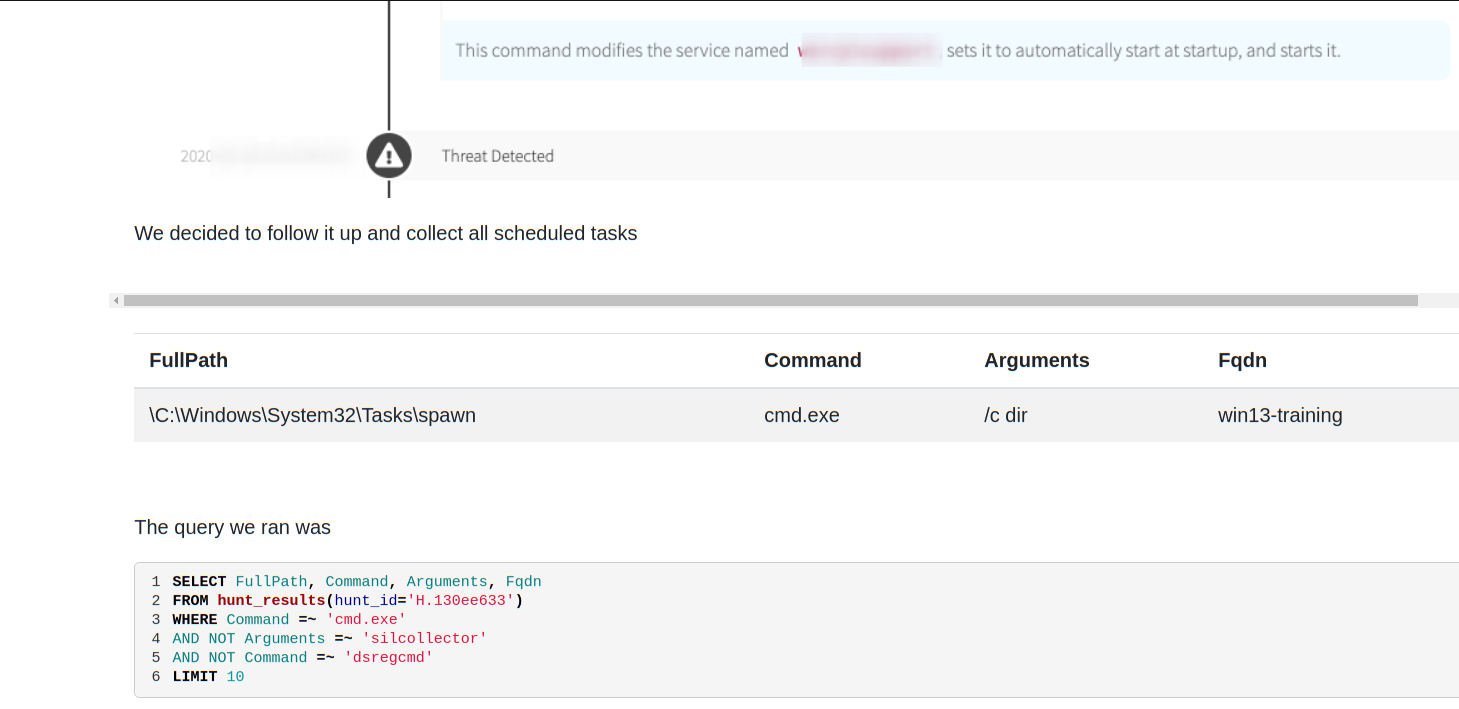 This command modifies the service named sets it to automatically start at startup, and starts it.
2020
Threat Detected
We decided to follow it up and collect all scheduled tasks
FullPath Command Arguments Fqdn
\C:\Windows\System32\Tasks\spawn cmd.exe /c dir win13-training
The query we ran was
1 SELECT FullPath, Command, Arguments, Fqdn
2 FROM hunt_results(hunt_id='H.130ee633')
3 WHERE Command =~ 'cmd.exe'
4 AND NOT Arguments =~ 'silcollector'
5 AND NOT Command =~ 'dsregcmd'
6 LIMIT 10